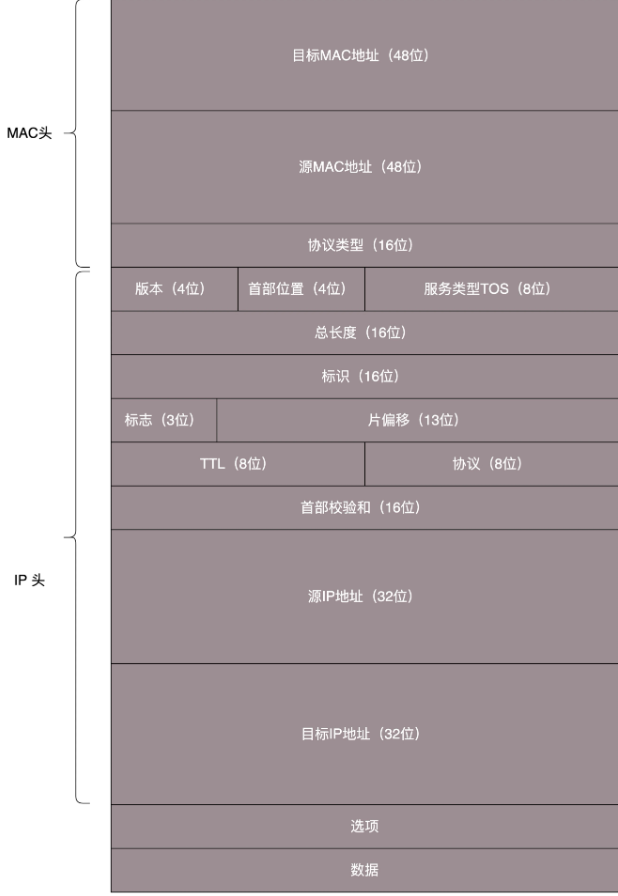 目标MAC地址（48位）
MAC头
源MAC地址（48位）
协议类型（16位）
版本（4位）
首部位置（4位）
服务类型TOS（8位）
总长度（16位）
标识（16位）
标志（3位）
片偏移（13位）
TTL（8位）
协议（8位）
首部校验和（16位）
IP 头
源IP地址（32位）
目标IP地址（32位）
选项
数据